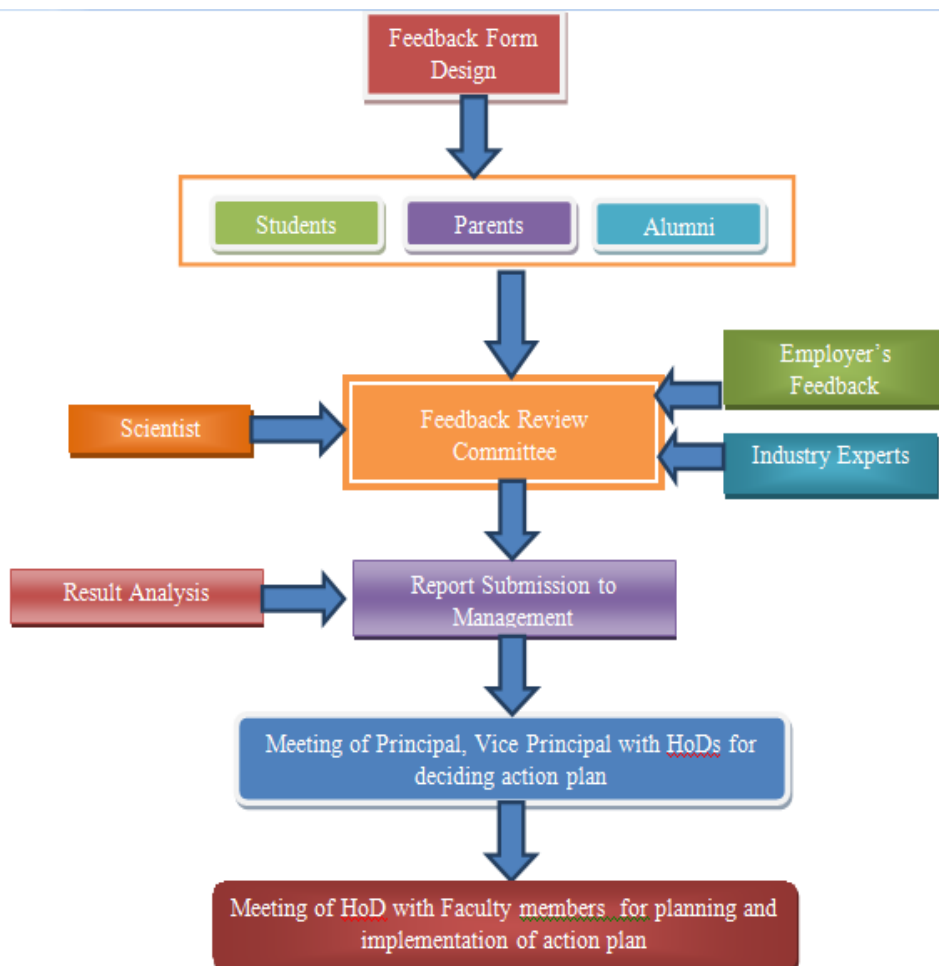 Feedback Form
Design
Students
Parents
Alumni
Employer’s
Feedback
Scientist
Feedback Review
Committee
Industry Experts
Result Analysis
Report Submission to
Management
Meeting of Principal, Vice Principal with HoDs for
deciding action plan
Meeting of HoD with Faculty members for planning and
implementation of action plan